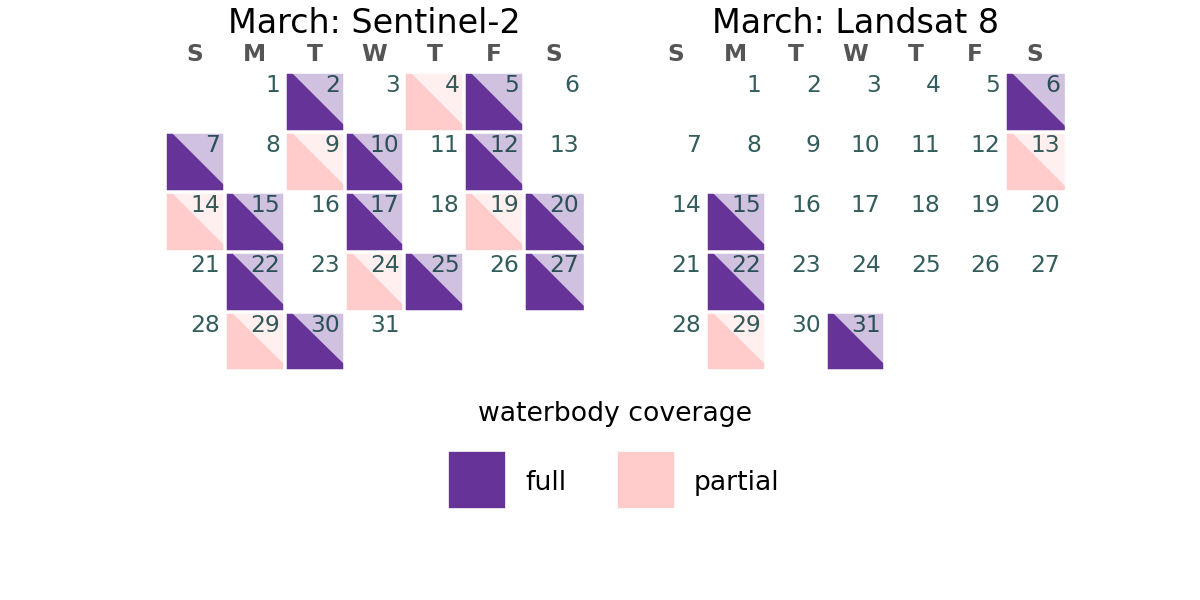 March: Sentinel-2
S M T W T F S
1 2 3 4 5 6
7 8 9 10 11 12 13
14 15 16 17 18 19 20
21 22 23 24 25 26 27
28 29 30 31
March: Landsat 8
S M T W T F S
1 2 3 4 5 6
7 8 9 10 11 12 13
14 15 16 17 18 19 20
21 22 23 24 25 26 27
28 29 30 31
waterbody coverage
full
partial